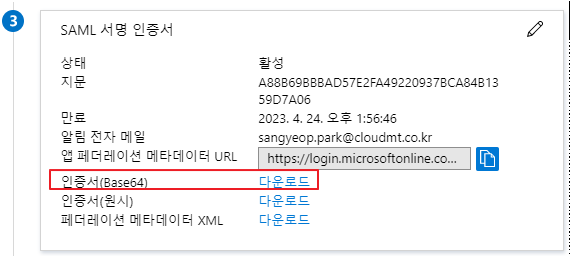 3
SAML 서명 인증서
상태 활성
지문 A88B69BBBAD57E2FA49220937BCA84B13
59D7A06
만료 2023. 4. 24. 오후 1:56:46
알림 전자 메일 sangyeop.park@cloudmt.co.kr
앱 페더레이션 메타데이터 URL https://login.microsoftonline.co...
인증서(Base64) 다운로드
인증서(원시) 다운로드
페더레이션 메타데이터 XML 다운로드